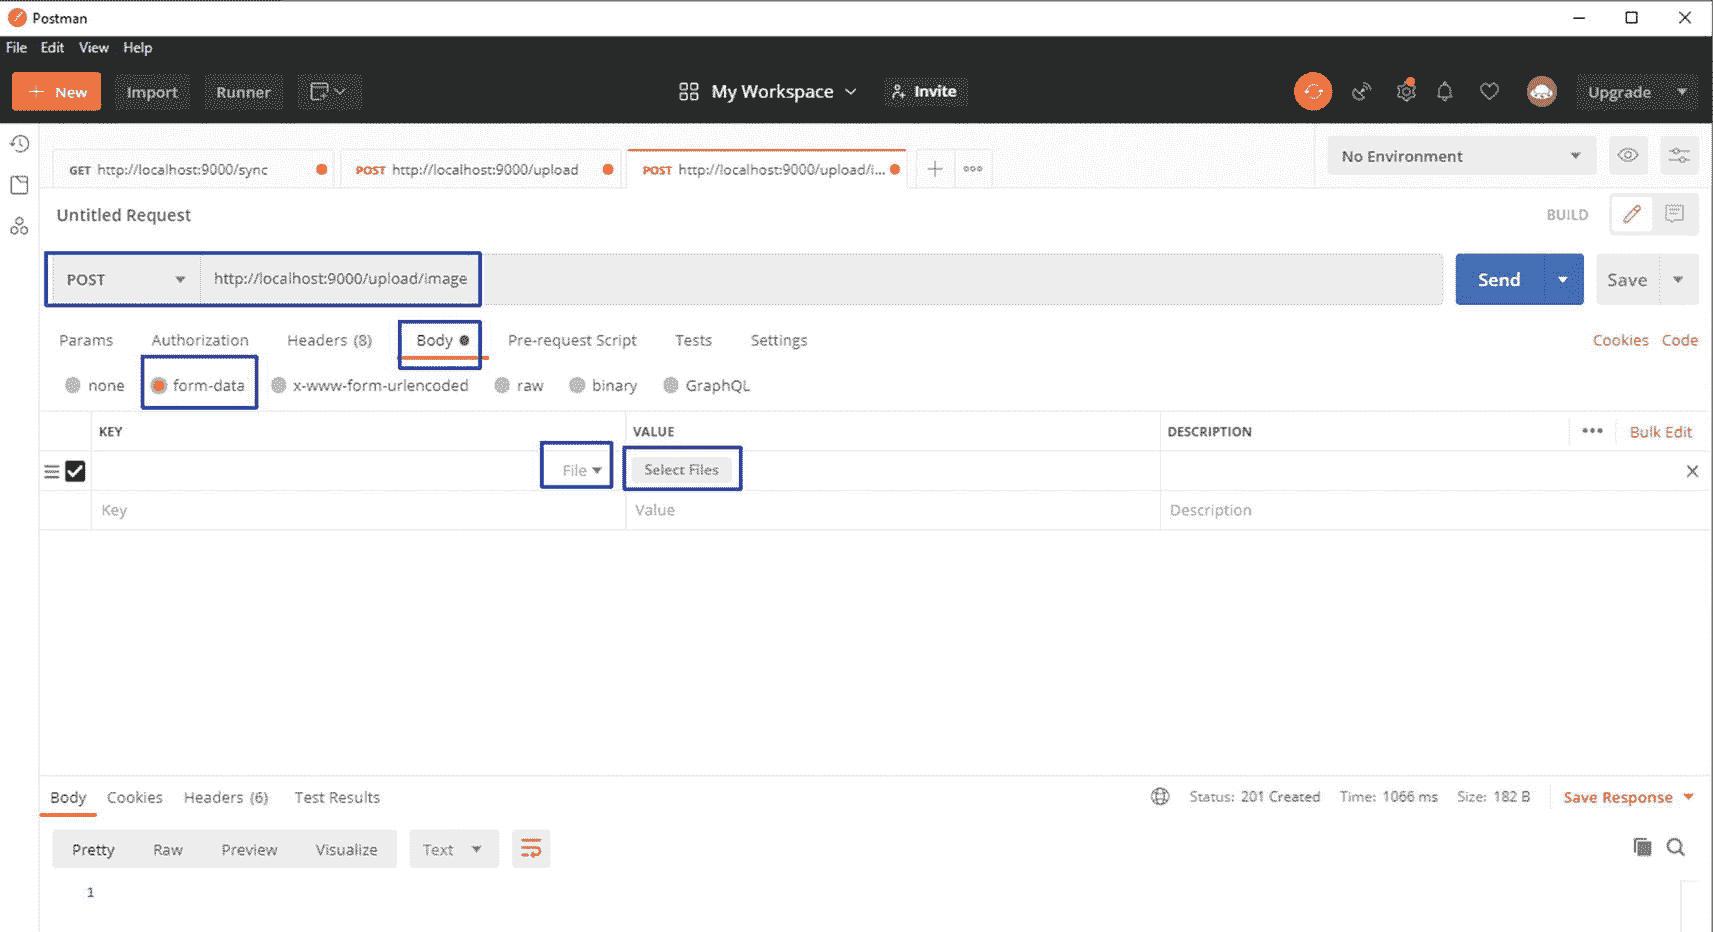 Postman
File Edit View Help
+ New Import Runner My Workspace Invite Upgrade
GET http://localhost:9000/sync POST http://localhost:9000/upload POST http://localhost:9000/upload/i... + ooo No Environment
Untitled Request BUILD
POST http://localhost:9000/upload/image Send Save
Params Authorization Headers (8) Body Pre-request Script Tests Settings Cookies Code
none form-data x-www-form-urlencoded raw binary GraphQL
KEY VALUE DESCRIPTION ••• Bulk Edit
File Select Files
Key Value Description
Body Cookies Headers (6) Test Results Status: 201 Created Time: 1066 ms Size: 182 B Save Response
Pretty Raw Preview Visualize Text
1